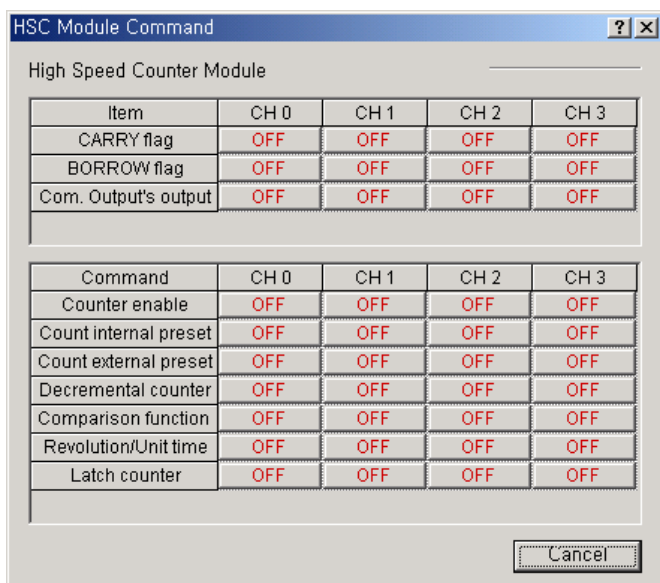 HSC Module Command
High Speed Counter Module
Item CH 0 CH 1 CH 2 CH 3
CARRY flag OFF OFF OFF OFF
BORROW flag OFF OFF OFF OFF
Com. Output's output OFF OFF OFF OFF
Command CH 0 CH 1 CH 2 CH 3
Counter enable OFF OFF OFF OFF
Count internal preset OFF OFF OFF OFF
Count external preset OFF OFF OFF OFF
Decremental counter OFF OFF OFF OFF
Comparison function OFF OFF OFF OFF
Revolution/Unit time OFF OFF OFF OFF
Latch counter OFF OFF OFF OFF
Cancel